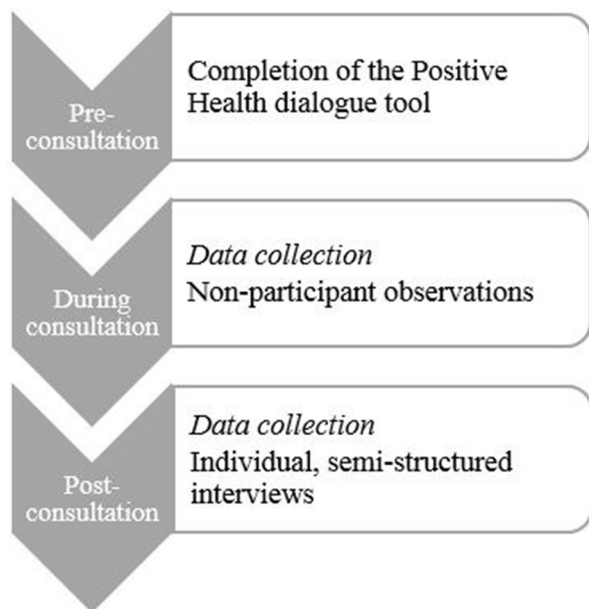 Pre-
consultation
Completion of the Positive
Health dialogue tool
During
consultation
Data collection
Non-participant observations
Post-
consultation
Data collection
Individual, semi-structured
interviews